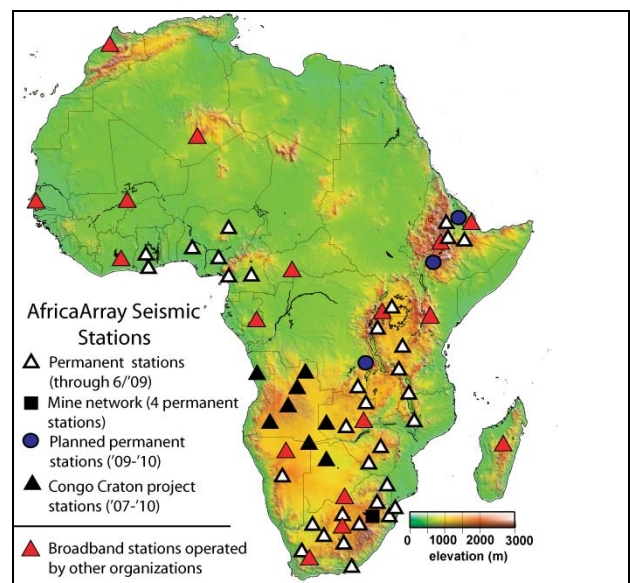 AfricaArray Seismic
Stations
Permanent stations
(through 6/'09)
Mine network (4 permanent
stations)
Planned permanent
stations ('09-'10)
Congo Craton project
stations ('07-'10)
Broadband stations operated
by other organizations
0 1000 2000 3000
elevation (m)